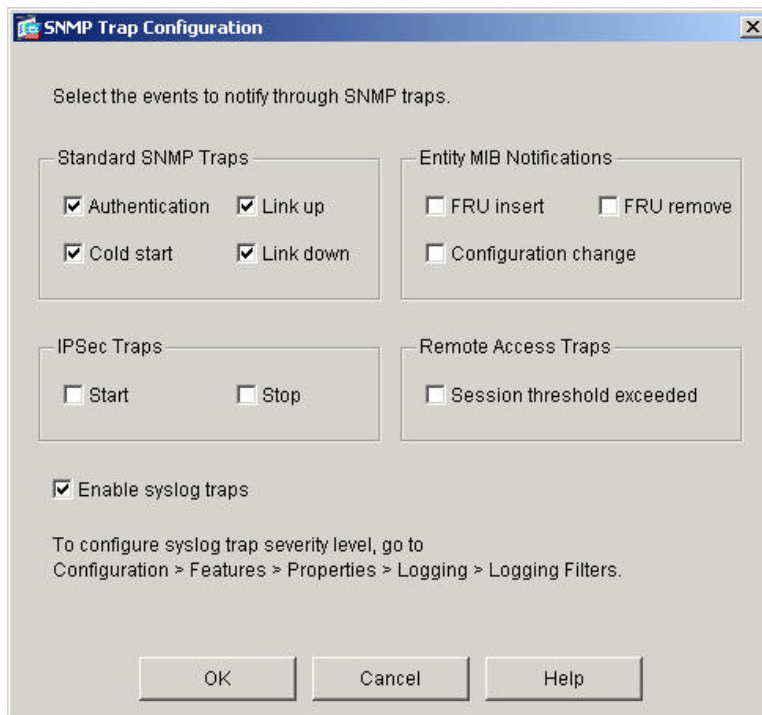 SNMP Trap Configuration
Select the events to notify through SNMP traps.
Standard SNMP Traps
Authentication
Link up
Cold start
Link down
Entity MIB Notifications
FRU insert
FRU remove
Configuration change
IPSec Traps
Start
Stop
Remote Access Traps
Session threshold exceeded
Enable syslog traps
To configure syslog trap severity level, go to
Configuration > Features > Properties > Logging > Logging Filters.
OK
Cancel
Help